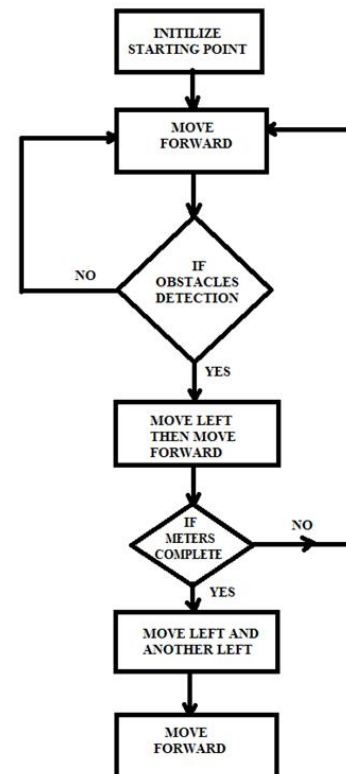 INITILIZE
STARTING POINT
MOVE
FORWARD
IF
OBSTACLES
DETECTION
NO
YES
MOVE LEFT
THEN MOVE
FORWARD
IF
METERS
COMPLETE
NO
YES
MOVE LEFT AND
ANOTHER LEFT
MOVE
FORWARD